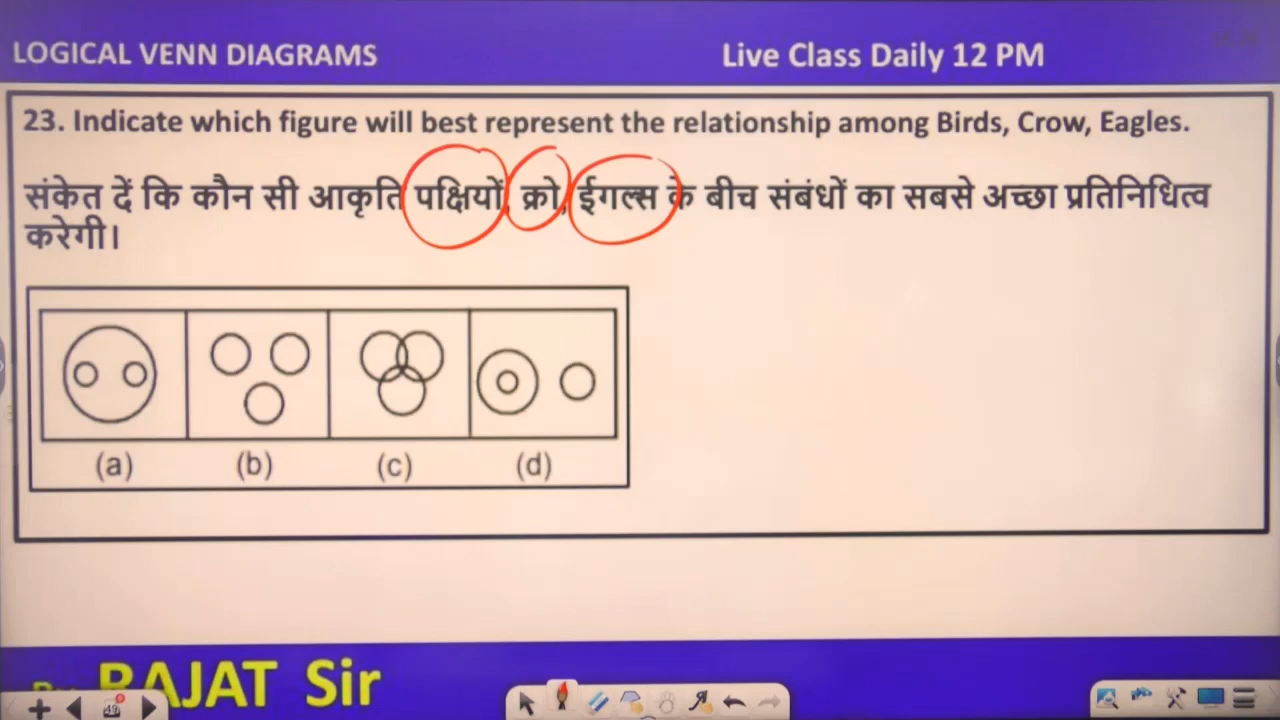 LOGICAL VENN DIAGRAMS
Live Class Daily 12 PM
23. Indicate which figure will best represent the relationship among Birds, Crow, Eagles.
संकेत दें कि कौन सी आकृति पक्षियों, क्रो, ईगल्स के बीच संबंधों का सबसे अच्छा प्रतिनिधित्व
करेगी।
(a) (b) (c) (d)
RAJAT Sir
49